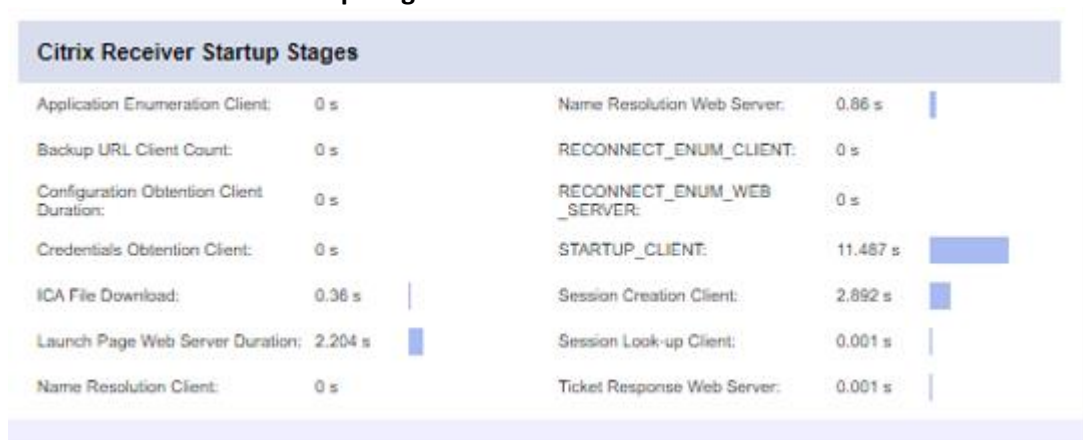 Citrix Receiver Startup Stages
Application Enumeration Client: 0 s
Name Resolution Web Server: 0.86 s
Backup URL Client Count: 0 s
RECONNECT_ENUM_CLIENT: 0 s
Configuration Obtention Client
Duration: 0 s
RECONNECT_ENUM_WEB
_SERVER: 0 s
Credentials Obtention Client: 0 s
STARTUP_CLIENT: 11.487 s
ICA File Download: 0.36 s
Session Creation Client: 2.892 s
Launch Page Web Server Duration: 2.204 s
Session Look-up Client: 0.001 s
Name Resolution Client: 0 s
Ticket Response Web Server: 0.001 s